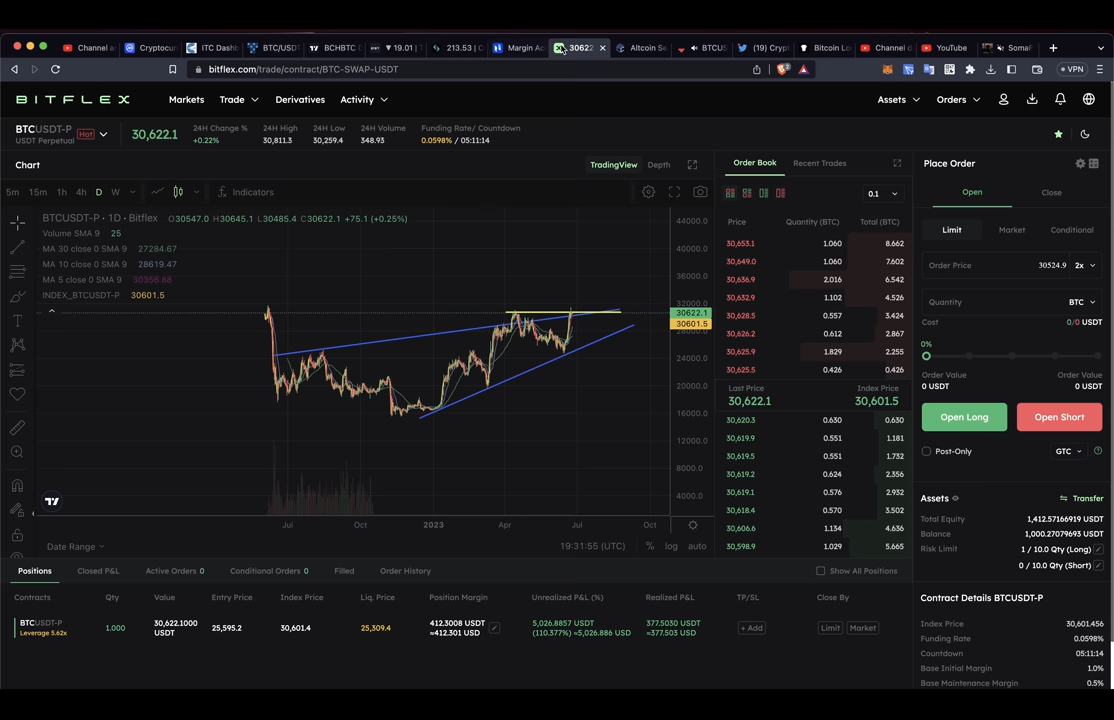 Channel a
Cryptocurr
ITC Dashb
BTC/USDT
BCHBTC
▼ 19.01 | T
213.53 | C
Margin Ac
30622
Altcoin Se
BTCUS
(19) Crypt
Bitcoin Lo
Channel d
YouTube
SomaF
bitflex.com/trade/contract/BTC-SWAP-USDT
2
VPN
BITFLEX
Markets
Trade
Derivatives
Activity
Assets
Orders
BTCUSDT-P Hot
USDT Perpetual
30,622.1
24H Change %
+0.22%
24H High
30,811.3
24H Low
30,259.4
24H Volume
348.93
Funding Rate/ Countdown
0.0598% / 05:11:14
Chart
TradingView
Depth
5m 15m 1h 4h D W
Indicators
BTCUSDT-P · 1D · Bitflex O30547.0 H30645.1 L30485.4 C30622.1 +75.1 (+0.25%)
Volume SMA 9 25
MA 30 close 0 SMA 9 27284.67
MA 10 close 0 SMA 9 28619.47
MA 5 close 0 SMA 9 30356.88
INDEX_BTCUSDT-P 30601.5
44000.0
40000.0
36000.0
32000.0
30622.1
30601.5
28000.0
24000.0
20000.0
16000.0
12000.0
8000.0
4000.0
Jul
Oct
2023
Apr
Jul
Oct
Date Range
19:31:55 (UTC)
% log auto
Order Book
Recent Trades
0.1
Price Quantity (BTC) Total (BTC)
30,653.1 1.060 8.662
30,649.0 1.060 7.602
30,636.9 2.016 6.542
30,632.9 1.102 4.526
30,628.5 0.557 3.424
30,626.2 0.612 2.867
30,625.9 1.829 2.255
30,625.5 0.426 0.426
Last Price
30,622.1
Index Price
30,601.5
30,620.3 0.630 0.630
30,619.9 0.551 1.181
30,619.5 0.551 1.732
30,619.2 0.624 2.356
30,619.1 0.576 2.932
30,618.4 0.570 3.502
30,606.6 1.134 4.636
30,598.9 1.029 5.665
Place Order
Open
Close
Limit
Market
Conditional
Order Price 30524.9 2x
Quantity BTC
Cost 0/0 USDT
0%
Order Value
0 USDT
Order Value
0 USDT
Open Long
Open Short
Post-Only
GTC
Assets
Transfer
Total Equity 1,412.57166919 USDT
Balance 1,000.27079693 USDT
Risk Limit 1 / 10.0 Qty (Long)
0 / 10.0 Qty (Short)
Contract Details BTCUSDT-P
Index Price 30,601.456
Funding Rate 0.0598%
Countdown 05:11:14
Base Initial Margin 1.0%
Base Maintenance Margin 0.5%
Positions
Closed P&L
Active Orders 0
Conditional Orders 0
Filled
Order History
Show All Positions
Contracts Qty Value Entry Price Index Price Liq. Price Position Margin Unrealized P&L (%) Realized P&L TP/SL Close By
BTCUSDT-P
Leverage 5.62x
1.000
30,622.1000
USDT
25,595.2
30,601.4
25,309.4
412.3008 USDT
≈412.301 USD
5,026.8857 USDT
(110.377%) ≈5,026.886 USD
377.5030 USDT
≈377.503 USD
+ Add
Limit
Market